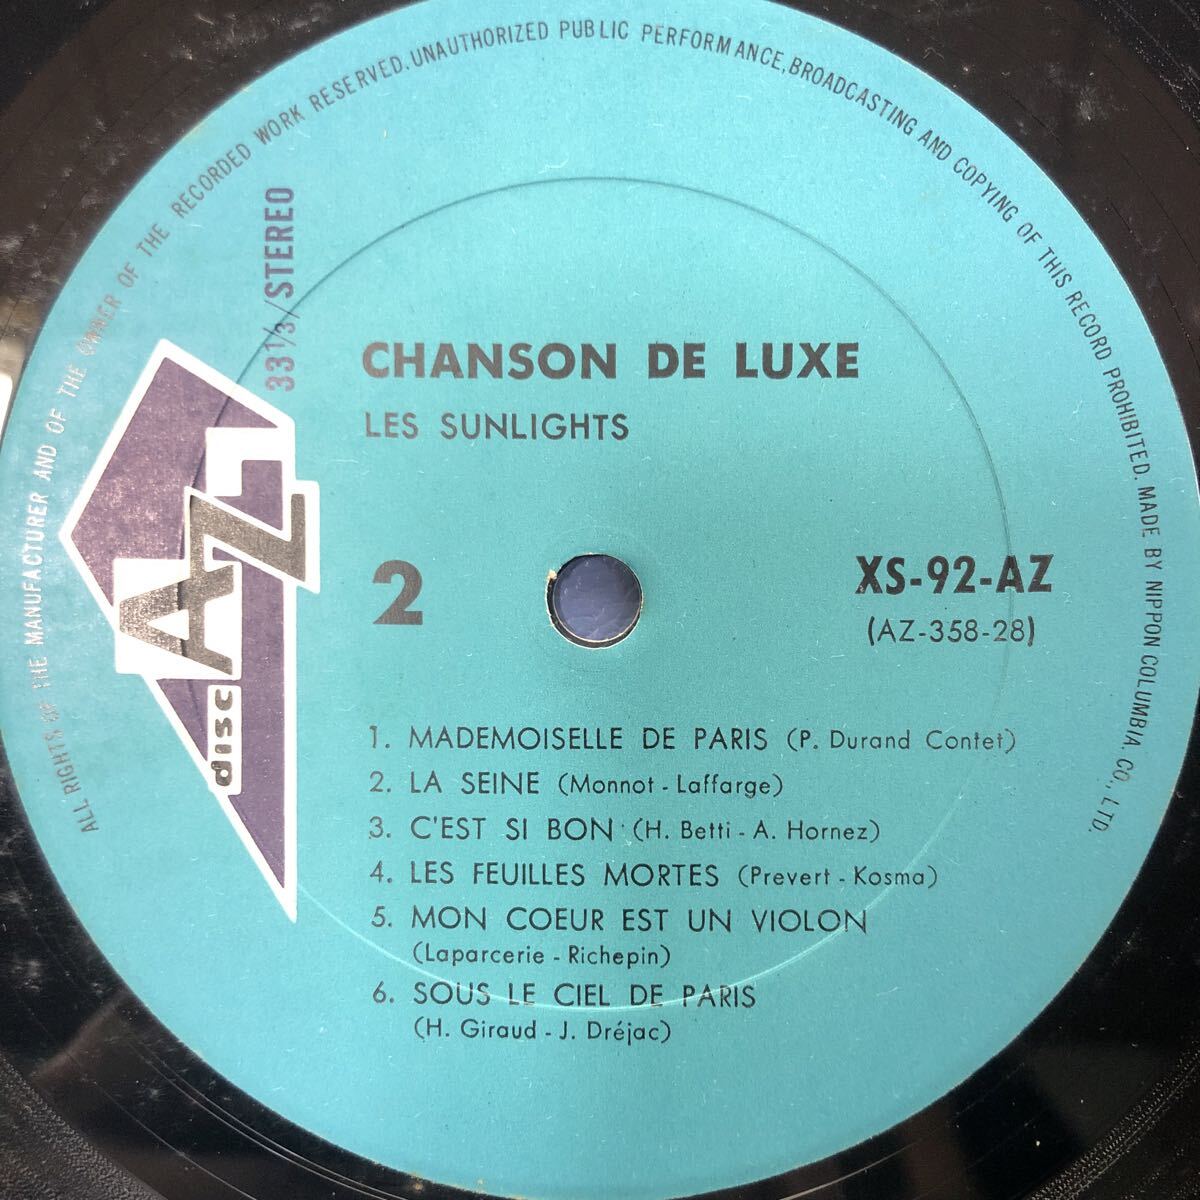 ALL RIGHTS OF THE MANUFACTURER AND OF THE OWNER OF THE RECORDED WORK RESERVED. UNAUTHORIZED PUBLIC PERFORMANCE, BROADCASTING AND COPYING OF THIS RECORD PROHIBITED. MADE BY NIPPON COLUMBIA. CO., LTD.
33 1/3/STEREO
CHANSON DE LUXE
LES SUNLIGHTS
disc AZ
2
XS-92-AZ
(AZ-358-28)
1. MADEMOISELLE DE PARIS (P. Durand Contet)
2. LA SEINE (Monnot - Laffarge)
3. C'EST SI BON (H. Betti - A. Hornez)
4. LES FEUILLES MORTES (Prevert - Kosma)
5. MON COEUR EST UN VIOLON
(Laparcerie - Richepin)
6. SOUS LE CIEL DE PARIS
(H. Giraud - J. Dréjac)